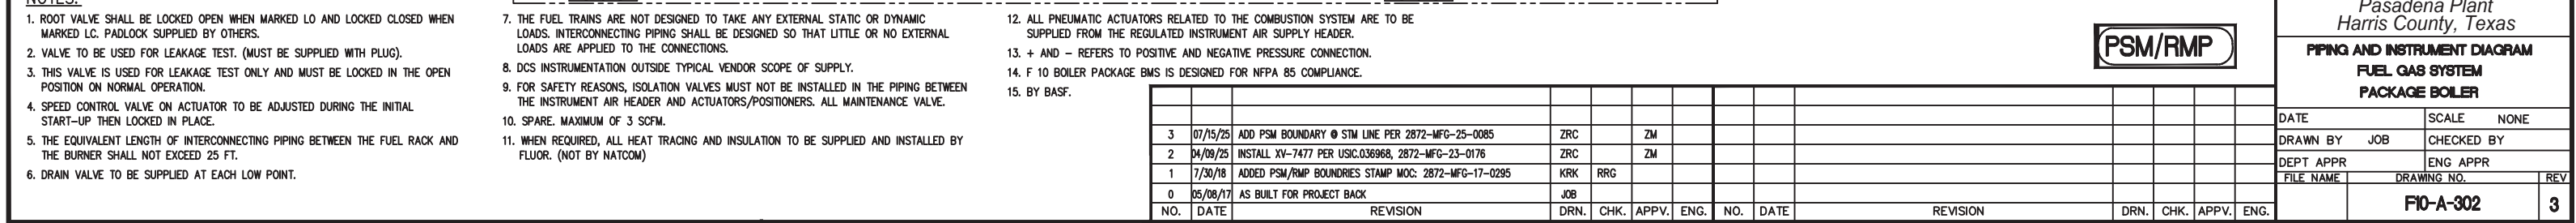 NOTES:
1. ROOT VALVE SHALL BE LOCKED OPEN WHEN MARKED LO AND LOCKED CLOSED WHEN
MARKED LC. PADLOCK SUPPLIED BY OTHERS.
2. VALVE TO BE USED FOR LEAKAGE TEST. (MUST BE SUPPLIED WITH PLUG).
3. THIS VALVE IS USED FOR LEAKAGE TEST ONLY AND MUST BE LOCKED IN THE OPEN
POSITION ON NORMAL OPERATION.
4. SPEED CONTROL VALVE ON ACTUATOR TO BE ADJUSTED DURING THE INITIAL
START-UP THEN LOCKED IN PLACE.
5. THE EQUIVALENT LENGTH OF INTERCONNECTING PIPING BETWEEN THE FUEL RACK AND
THE BURNER SHALL NOT EXCEED 25 FT.
6. DRAIN VALVE TO BE SUPPLIED AT EACH LOW POINT.
7. THE FUEL TRAINS ARE NOT DESIGNED TO TAKE ANY EXTERNAL STATIC OR DYNAMIC
LOADS. INTERCONNECTING PIPING SHALL BE DESIGNED SO THAT LITTLE OR NO EXTERNAL
LOADS ARE APPLIED TO THE CONNECTIONS.
8. DCS INSTRUMENTATION OUTSIDE TYPICAL VENDOR SCOPE OF SUPPLY.
9. FOR SAFETY REASONS, ISOLATION VALVES MUST NOT BE INSTALLED IN THE PIPING BETWEEN
THE INSTRUMENT AIR HEADER AND ACTUATORS/POSITIONERS. ALL MAINTENANCE VALVE.
10. SPARE. MAXIMUM OF 3 SCFM.
11. WHEN REQUIRED, ALL HEAT TRACING AND INSULATION TO BE SUPPLIED AND INSTALLED BY
FLUOR. (NOT BY NATCOM)
12. ALL PNEUMATIC ACTUATORS RELATED TO THE COMBUSTION SYSTEM ARE TO BE
SUPPLIED FROM THE REGULATED INSTRUMENT AIR SUPPLY HEADER.
13. + AND - REFERS TO POSITIVE AND NEGATIVE PRESSURE CONNECTION.
14. F 10 BOILER PACKAGE BMS IS DESIGNED FOR NFPA 85 COMPLIANCE.
15. BY BASF.
PSM/RMP
3 07/15/25 ADD PSM BOUNDARY @ STM LINE PER 2872-MFG-25-0085 ZRC ZM
2 04/09/25 INSTALL XV-7477 PER USIC.036968, 2872-MFG-23-0176 ZRC ZM
1 7/30/18 ADDED PSM/RMP BOUNDRIES STAMP MOC: 2872-MFG-17-0295 KRK RRG
0 05/08/17 AS BUILT FOR PROJECT BACK JOB
NO. DATE REVISION DRN. CHK. APPV. ENG. NO. DATE REVISION DRN. CHK. APPV. ENG.
Pasadena Plant
Harris County, Texas
PIPING AND INSTRUMENT DIAGRAM
FUEL GAS SYSTEM
PACKAGE BOILER
DATE SCALE NONE
DRAWN BY JOB CHECKED BY
DEPT APPR ENG APPR
FILE NAME DRAWING NO. REV
F10-A-302 3